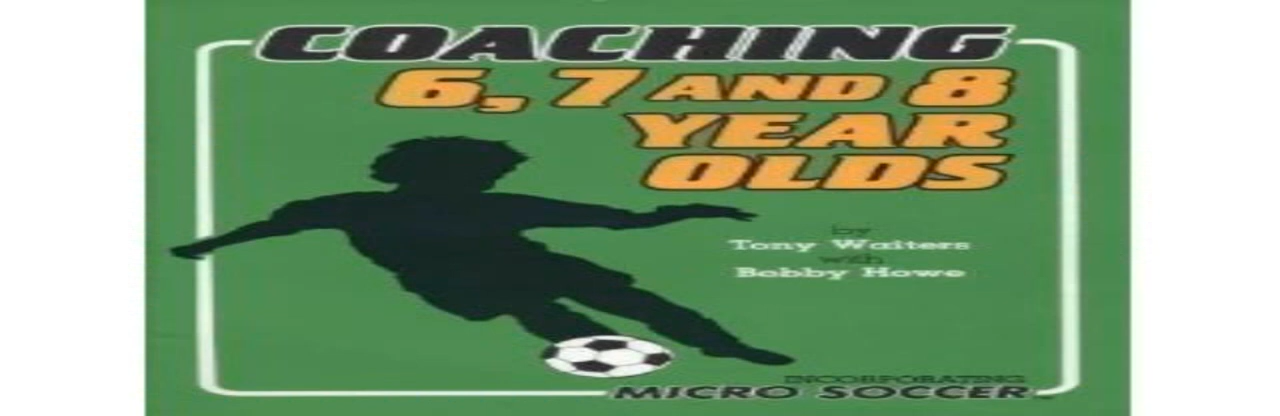 COACHING
6, 7 AND 8
YEAR
OLDS
by
Tony Waiters
with
Bobby Howe
INCORPORATING
MICRO SOCCER